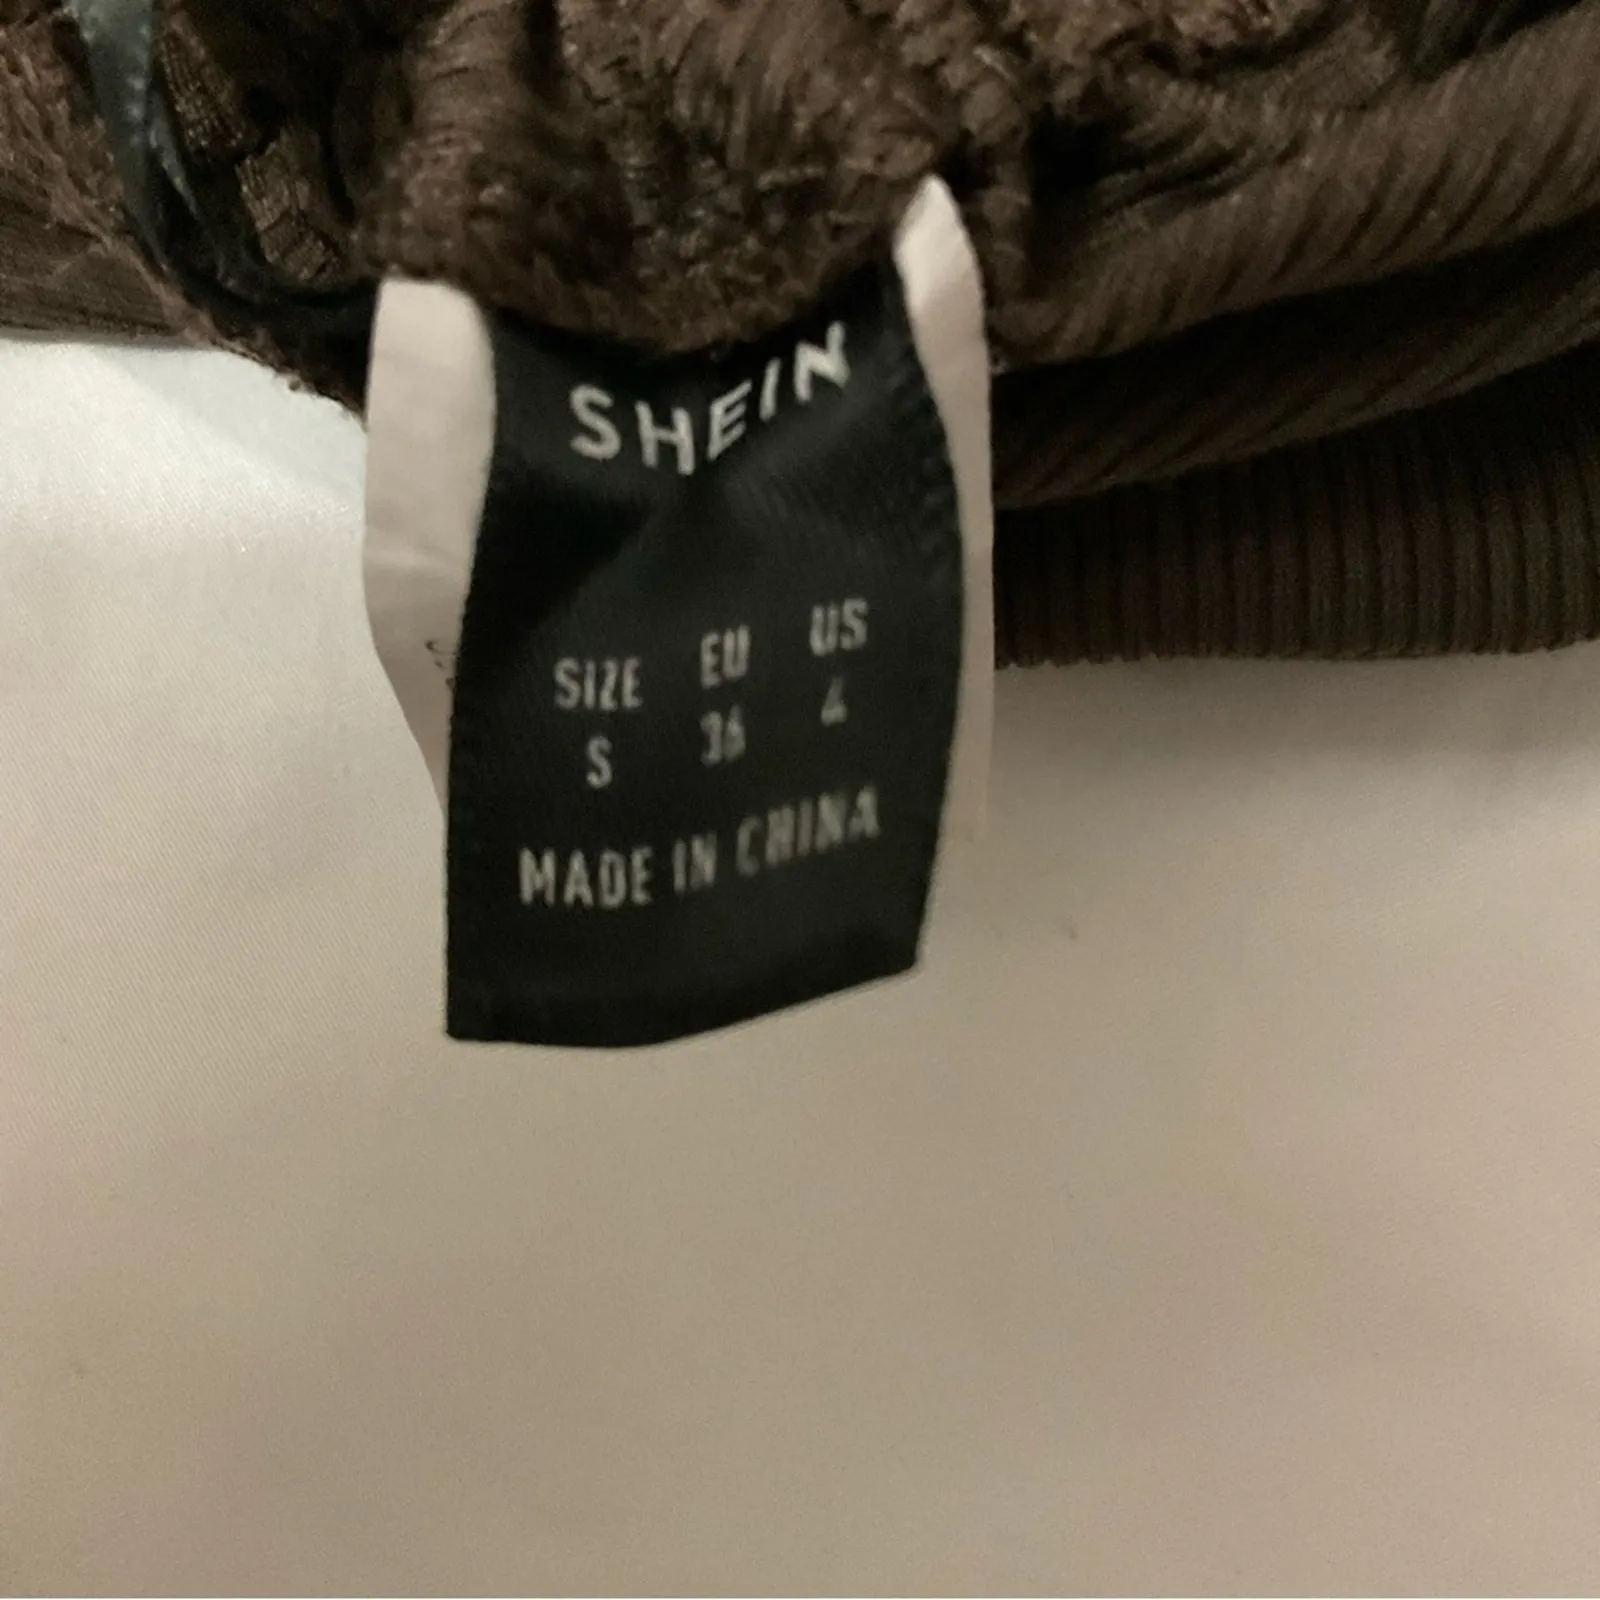 SHEIN
SIZE EU US
S 36 4
MADE IN CHINA